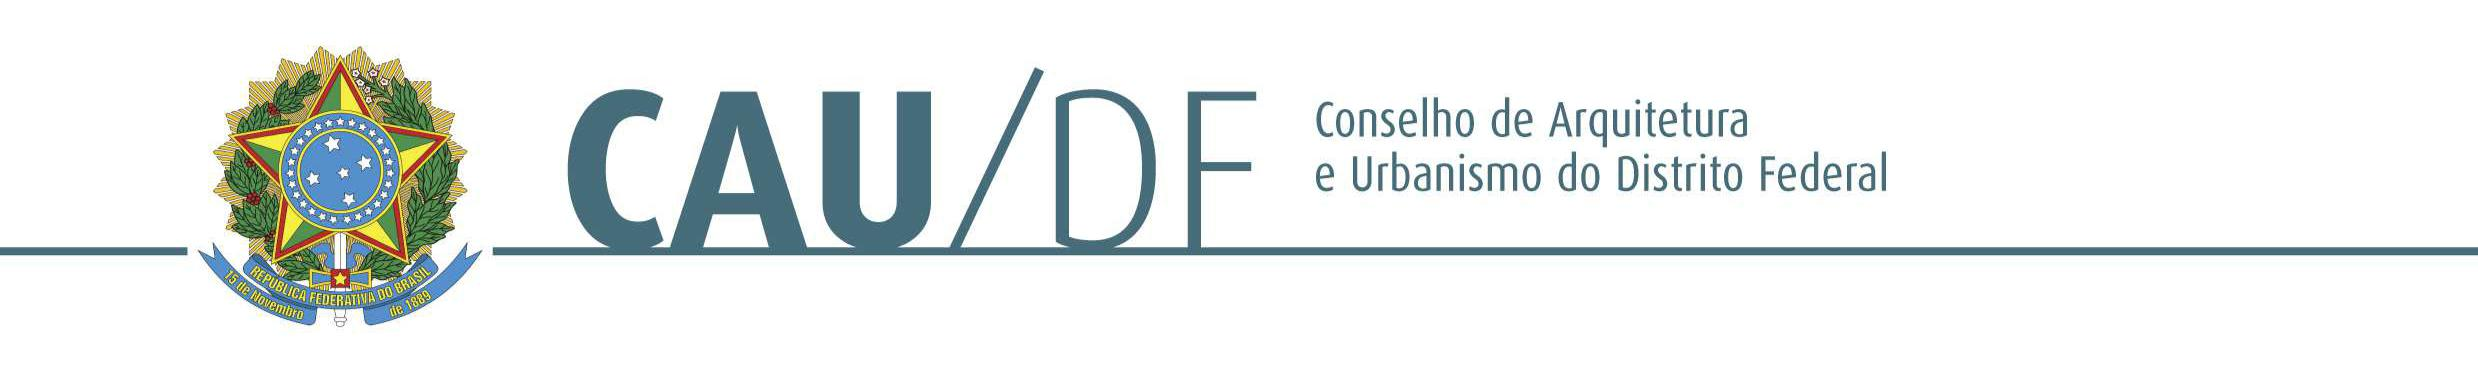 CAU/DF
Conselho de Arquitetura
e Urbanismo do Distrito Federal
REPÚBLICA FEDERATIVA DO BRASIL
15 de Novembro
de 1889